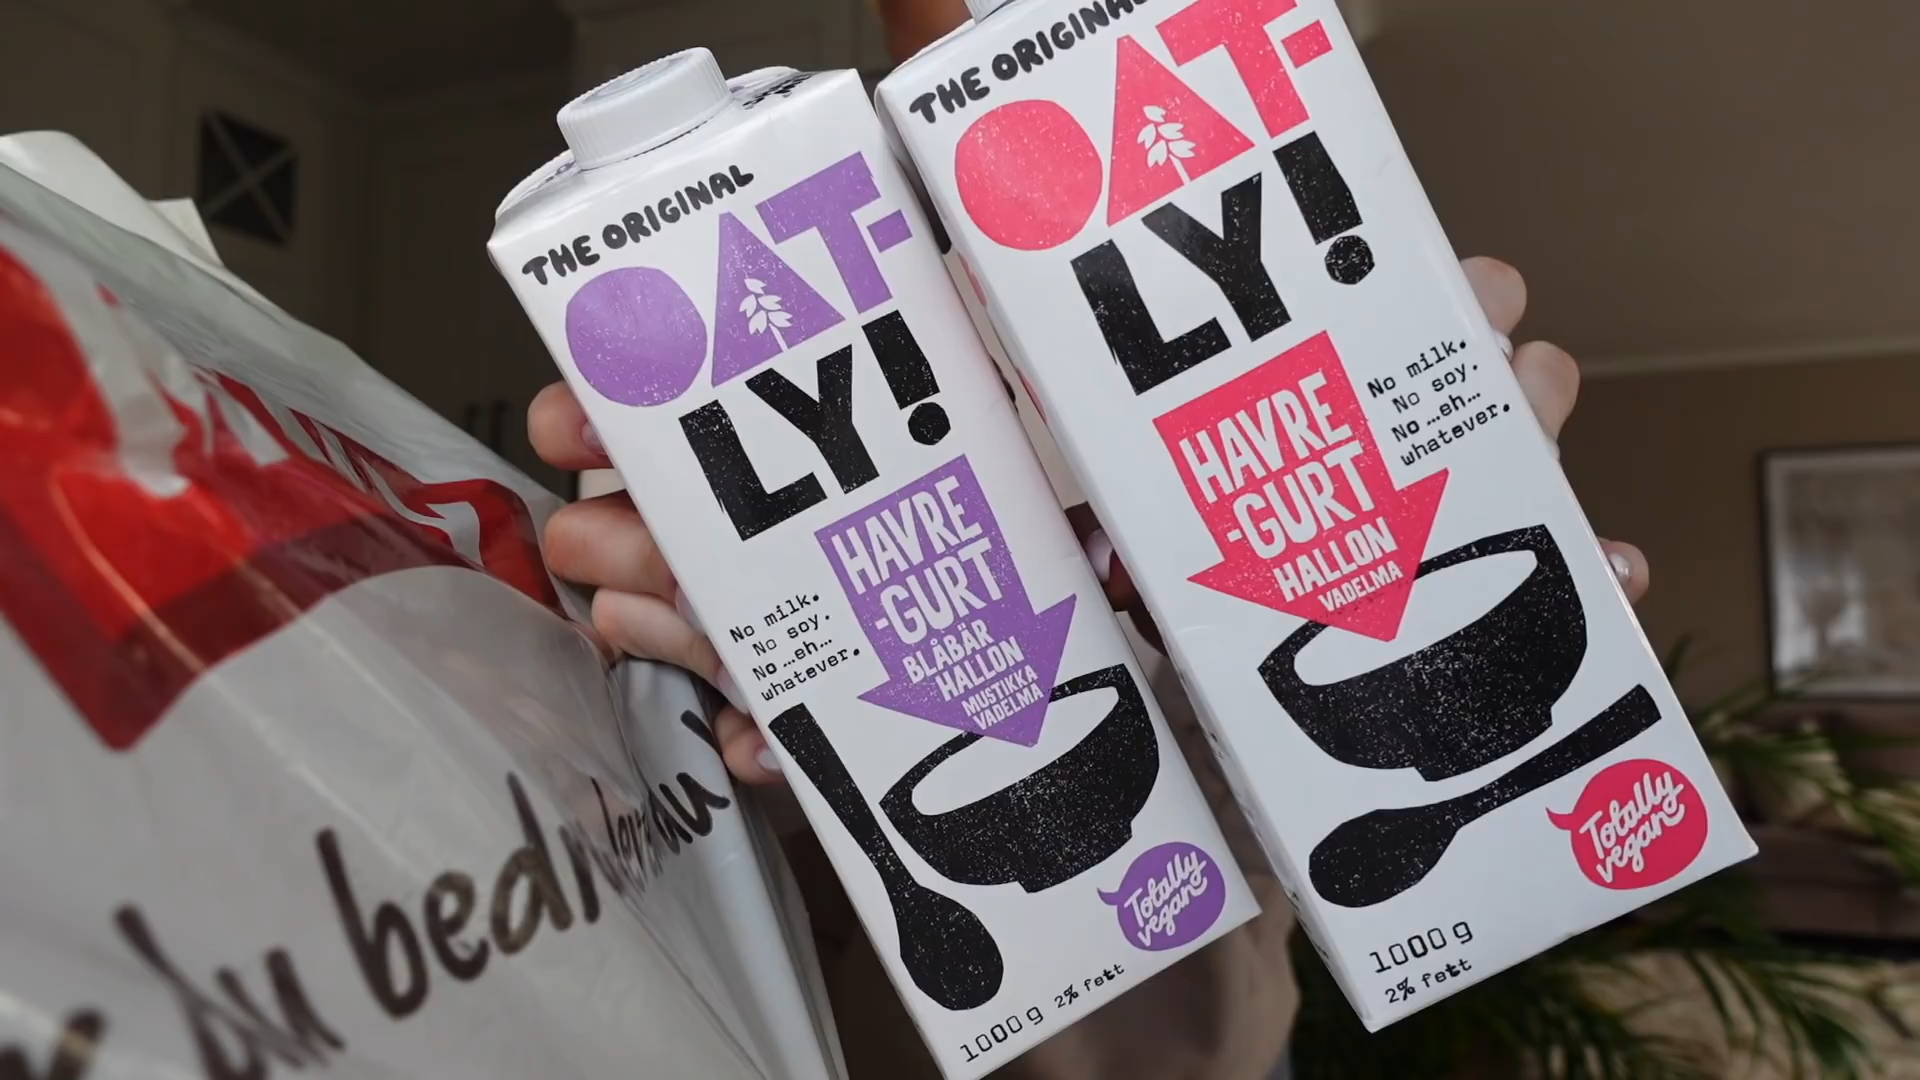 THE ORIGINAL
OAT-
LY!
HAVRE
-GURT
BLÅBÄR
HALLON
MUSTIKKA
VADELMA
No milk.
No soy.
No ...eh...
whatever.
Totally
vegan
1000 g 2% fett
THE ORIGINAL
OAT-
LY!
HAVRE
-GURT
HALLON
VADELMA
No milk.
No soy.
No ...eh...
whatever.
Totally
vegan
1000 g
2% fett
du